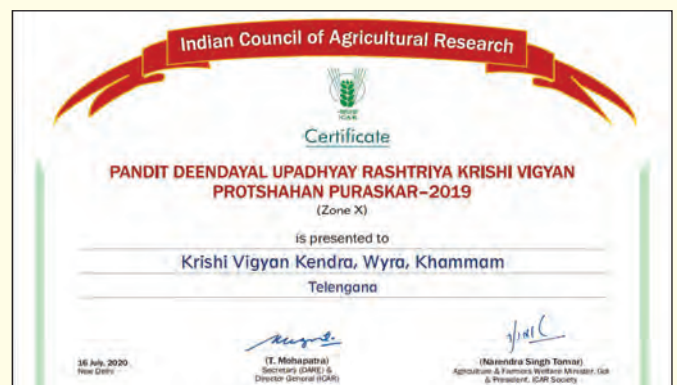 Indian Council of Agricultural Research
ICAR
Certificate
PANDIT DEENDAYAL UPADHYAY RASHTRIYA KRISHI VIGYAN
PROTSHAHAN PURASKAR–2019
(Zone X)
is presented to
Krishi Vigyan Kendra, Wyra, Khammam
Telengana
16 July, 2020
New Delhi
(T. Mohapatra)
Secretary (DARE) &
Director General (ICAR)
(Narendra Singh Tomar)
Agriculture & Farmers Welfare Minister, GoI
& President, ICAR Society